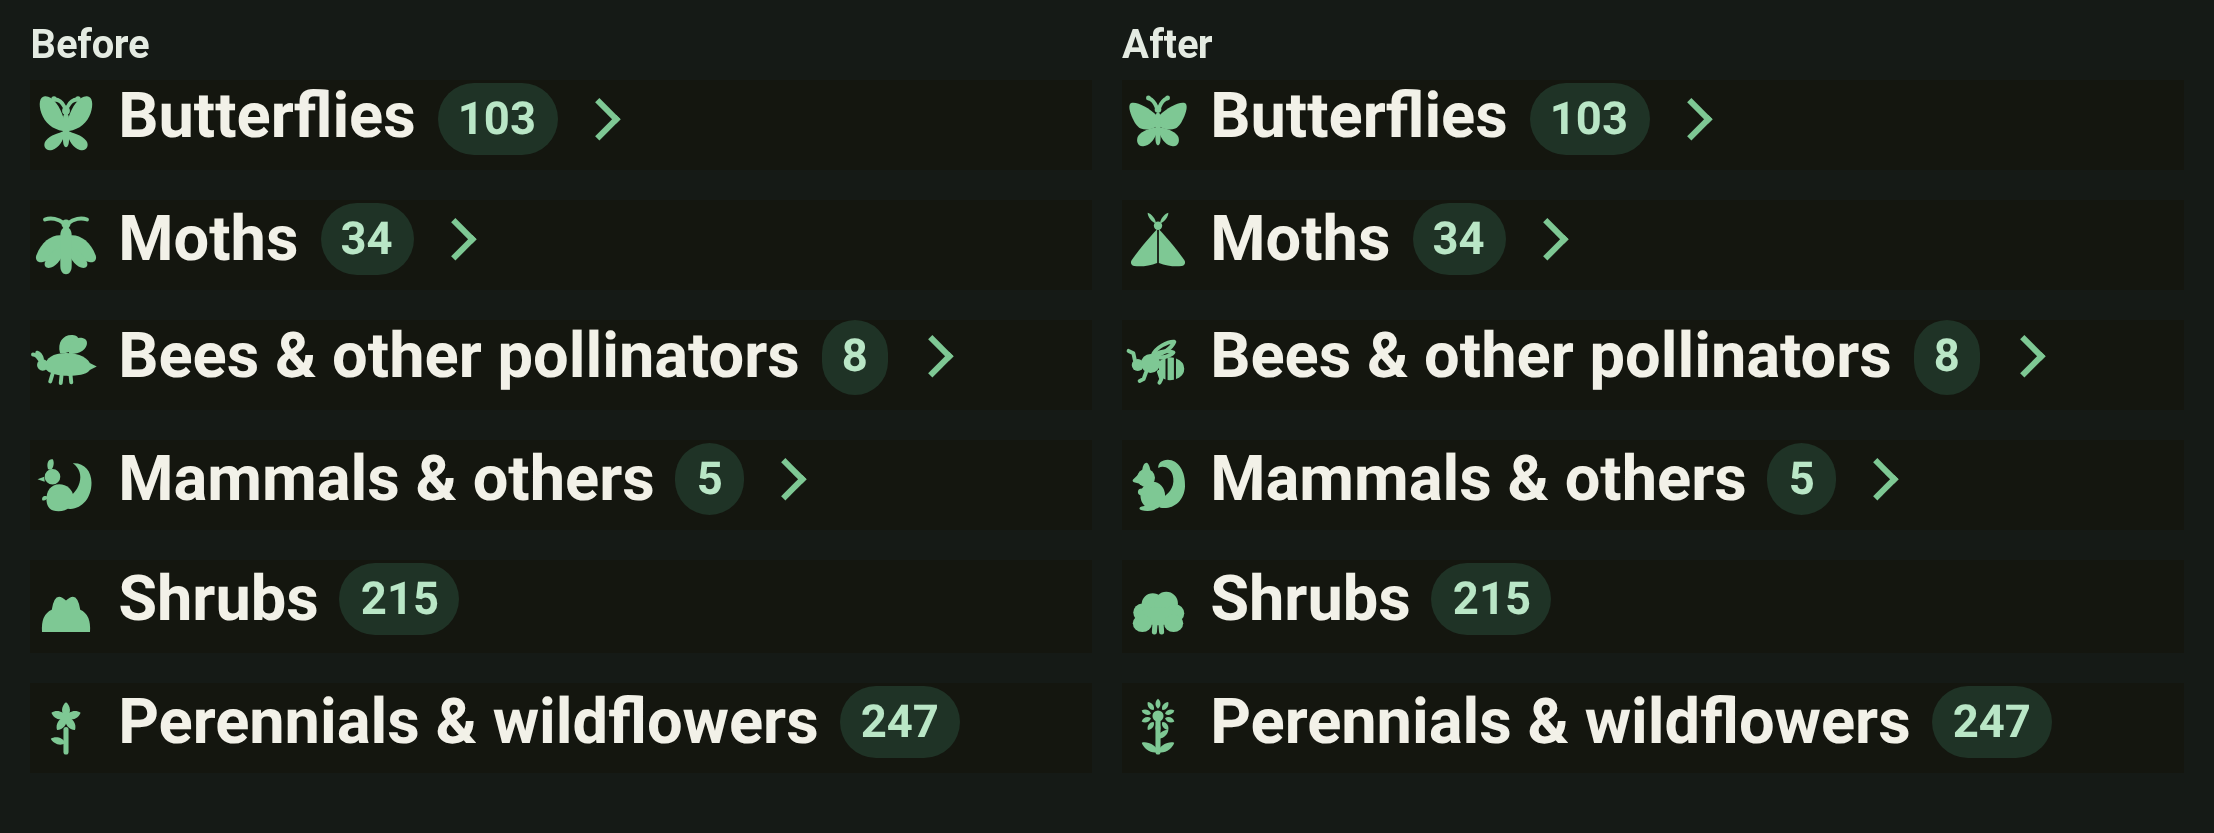 Before
Butterflies 103
Moths 34
Bees & other pollinators 8
Mammals & others 5
Shrubs 215
Perennials & wildflowers 247
After
Butterflies 103
Moths 34
Bees & other pollinators 8
Mammals & others 5
Shrubs 215
Perennials & wildflowers 247